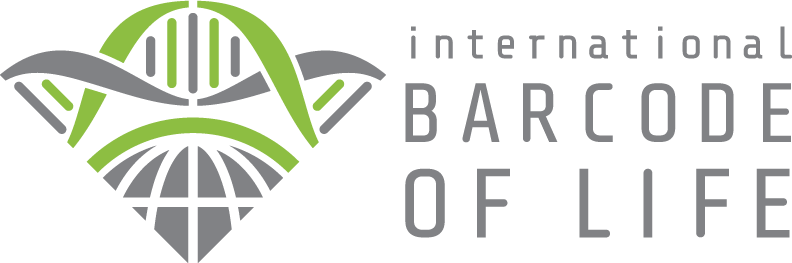 international
BARCODE
OF LIFE